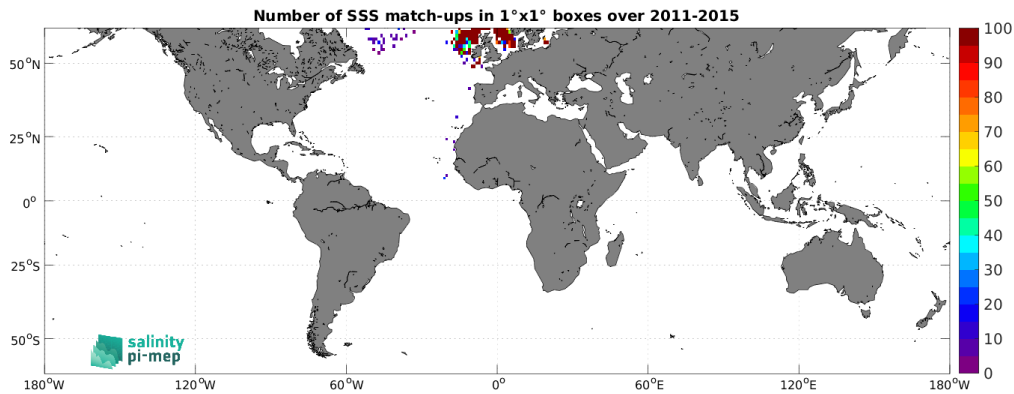 Number of SSS match-ups in 1°x1° boxes over 2011-2015
100
90
80
70
60
50
40
30
20
10
0
50°N
25°N
0°
25°S
50°S
180°W
120°W
60°W
0°
60°E
120°E
180°W
salinity
pi-mep